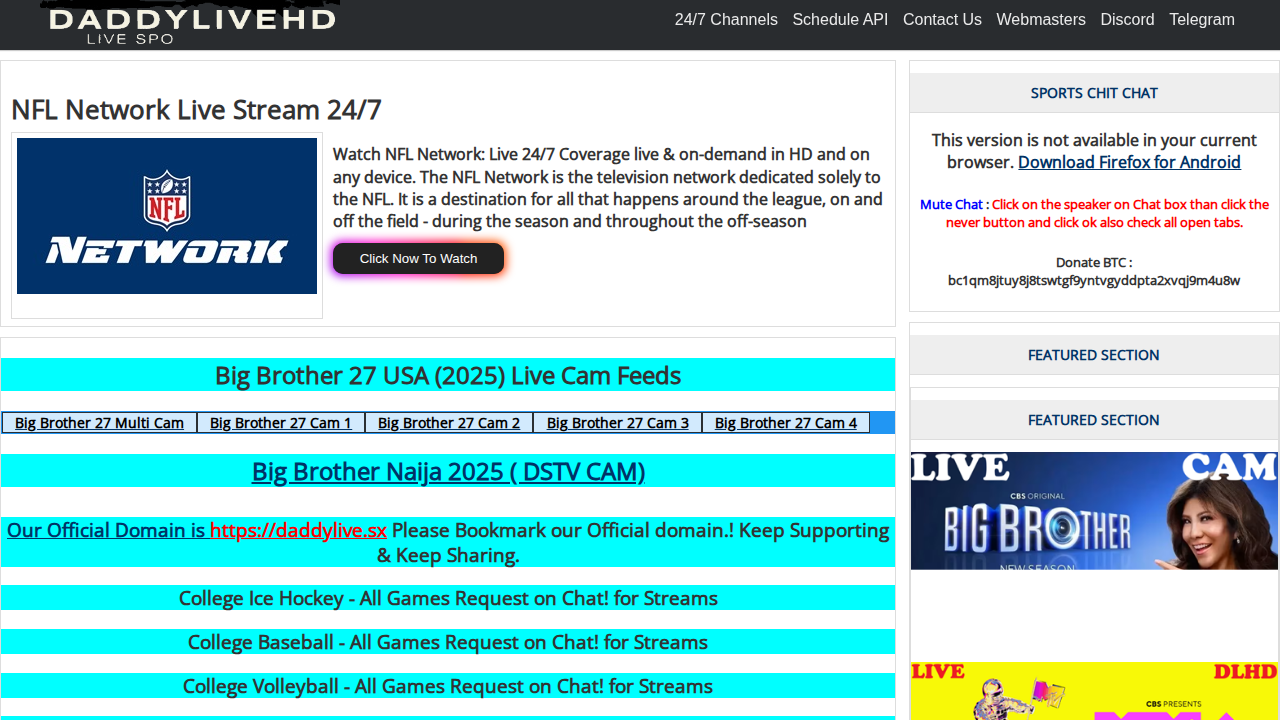 DADDYLIVEHD
LIVE SPO
24/7 Channels Schedule API Contact Us Webmasters Discord Telegram
NFL Network Live Stream 24/7
NFL
NETWORK
Watch NFL Network: Live 24/7 Coverage live & on-demand in HD and on
any device. The NFL Network is the television network dedicated solely to
the NFL. It is a destination for all that happens around the league, on and
off the field - during the season and throughout the off-season
Click Now To Watch
Big Brother 27 USA (2025) Live Cam Feeds
Big Brother 27 Multi Cam Big Brother 27 Cam 1 Big Brother 27 Cam 2 Big Brother 27 Cam 3 Big Brother 27 Cam 4
Big Brother Naija 2025 ( DSTV CAM)
Our Official Domain is https://daddylive.sx Please Bookmark our Official domain.! Keep Supporting
& Keep Sharing.
College Ice Hockey - All Games Request on Chat! for Streams
College Baseball - All Games Request on Chat! for Streams
College Volleyball - All Games Request on Chat! for Streams
SPORTS CHIT CHAT
This version is not available in your current
browser. Download Firefox for Android
Mute Chat : Click on the speaker on Chat box than click the
never button and click ok also check all open tabs.
Donate BTC :
bc1qm8jtuy8j8tswtgf9yntvgyddpta2xvqj9m4u8w
FEATURED SECTION
FEATURED SECTION
LIVE CAM
CBS ORIGINAL
BIG BROTHER
NEW SEASON
LIVE DLHD
CBS PRESENTS